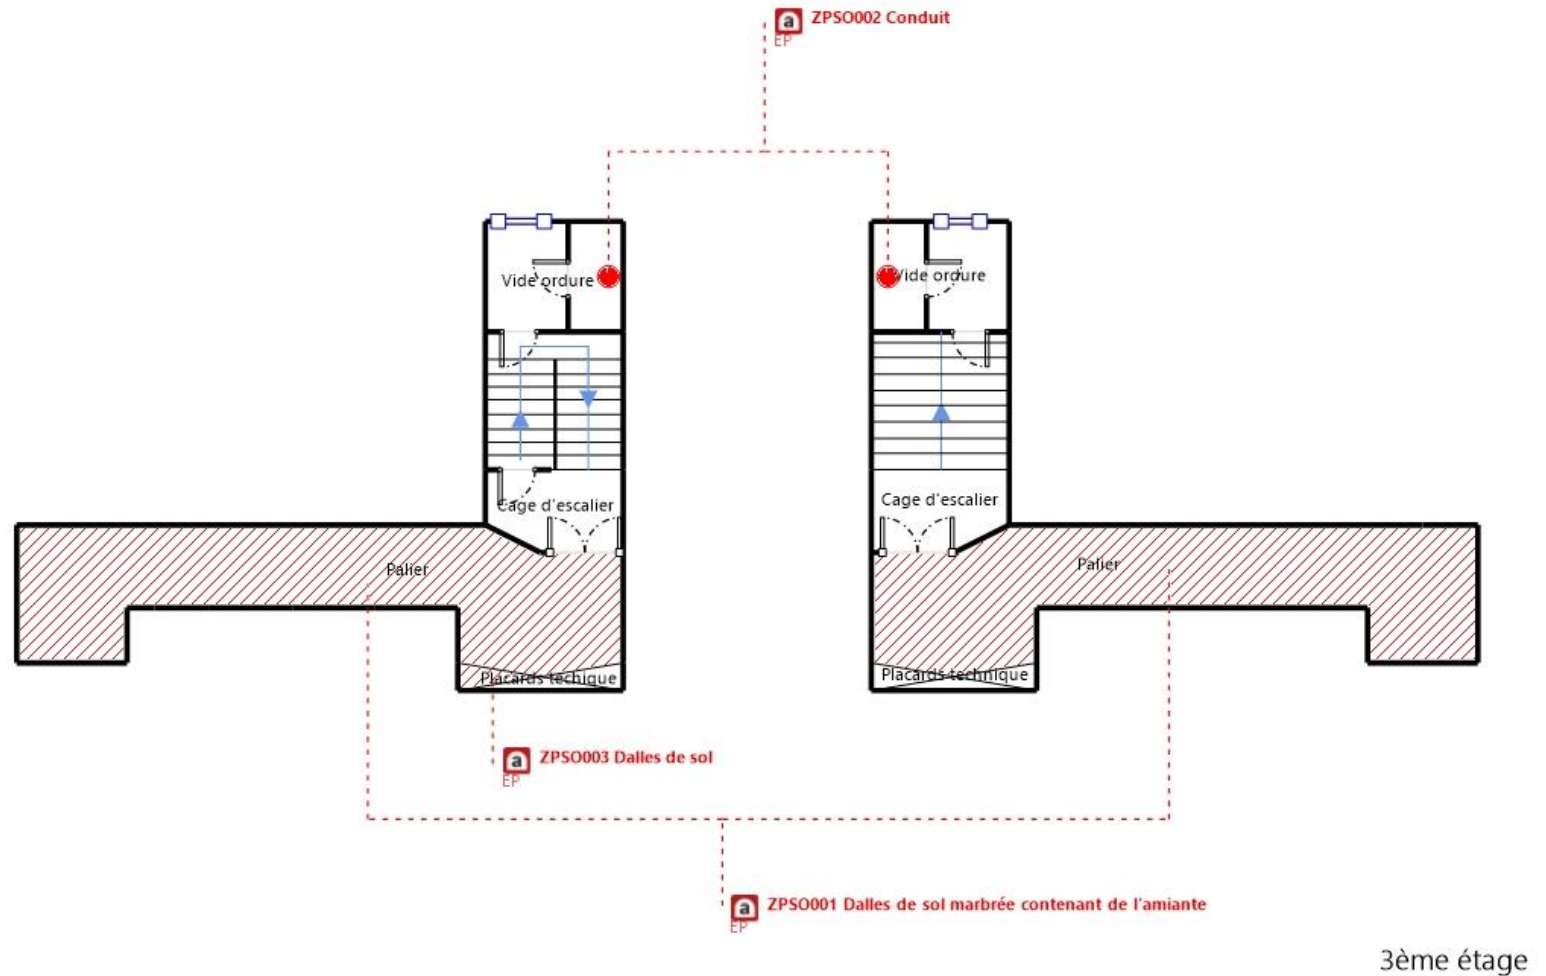 a ZPSO002 Conduit
EP
Vide ordure
Vide ordure
Cage d'escalier
Cage d'escalier
Palier
Palier
Placards techique
Placards technique
a ZPSO003 Dalles de sol
EP
a ZPSO001 Dalles de sol marbrée contenant de l'amiante
EP
3ème étage